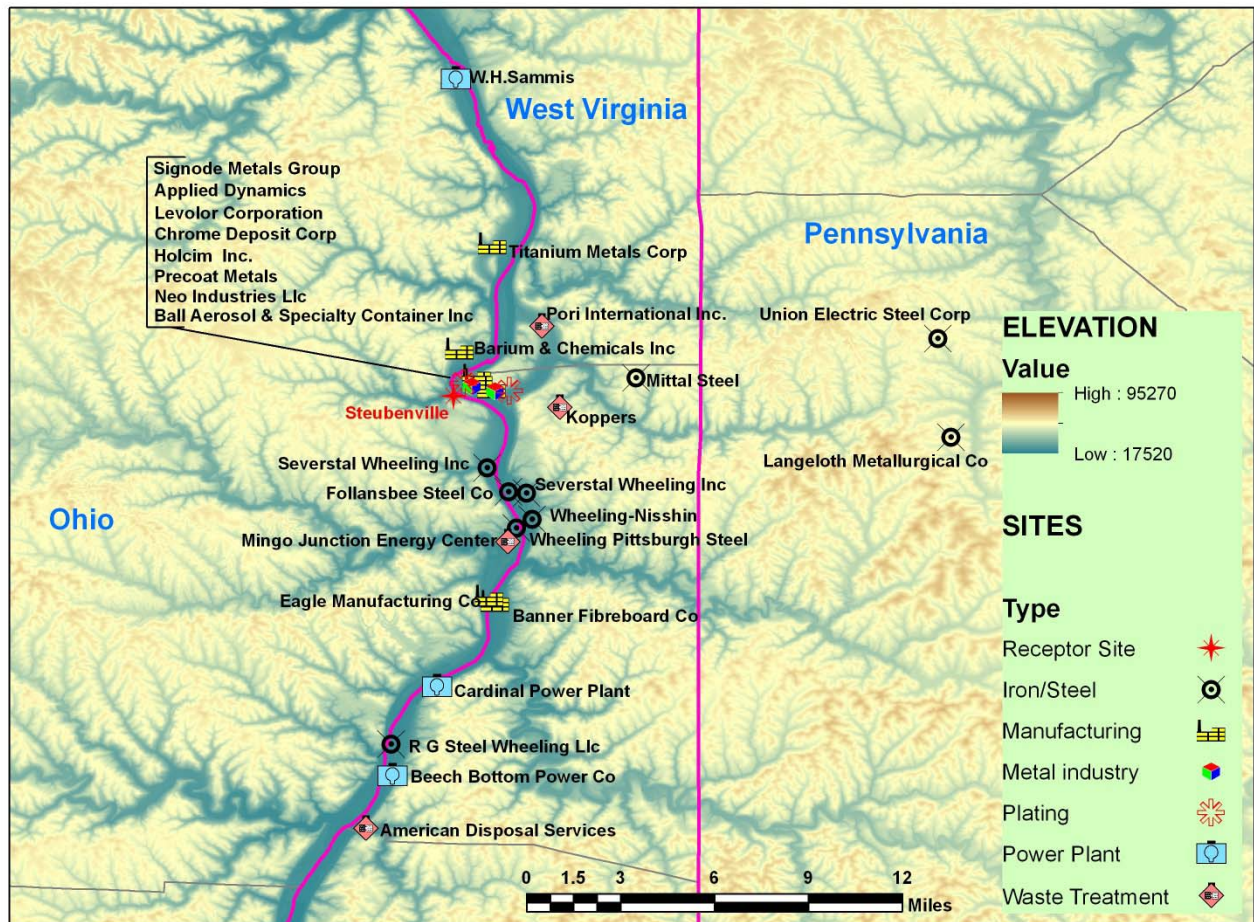 W.H.Sammis
West Virginia
Signode Metals Group
Applied Dynamics
Levolor Corporation
Chrome Deposit Corp
Holcim Inc.
Precoat Metals
Neo Industries Llc
Ball Aerosol & Specialty Container Inc
Titanium Metals Corp
Pennsylvania
Pori International Inc.
Union Electric Steel Corp
Barium & Chemicals Inc
Mittal Steel
Steubenville
Koppers
Langeloth Metallurgical Co
Severstal Wheeling Inc
Follansbee Steel Co
Severstal Wheeling Inc
Ohio
Wheeling-Nisshin
Mingo Junction Energy Center
Wheeling Pittsburgh Steel
Eagle Manufacturing Co
Banner Fibreboard Co
Cardinal Power Plant
R G Steel Wheeling Llc
Beech Bottom Power Co
American Disposal Services
ELEVATION
Value
High : 95270
Low : 17520
SITES
Type
Receptor Site
Iron/Steel
Manufacturing
Metal industry
Plating
Power Plant
Waste Treatment
0 1.5 3 6 9 12
Miles